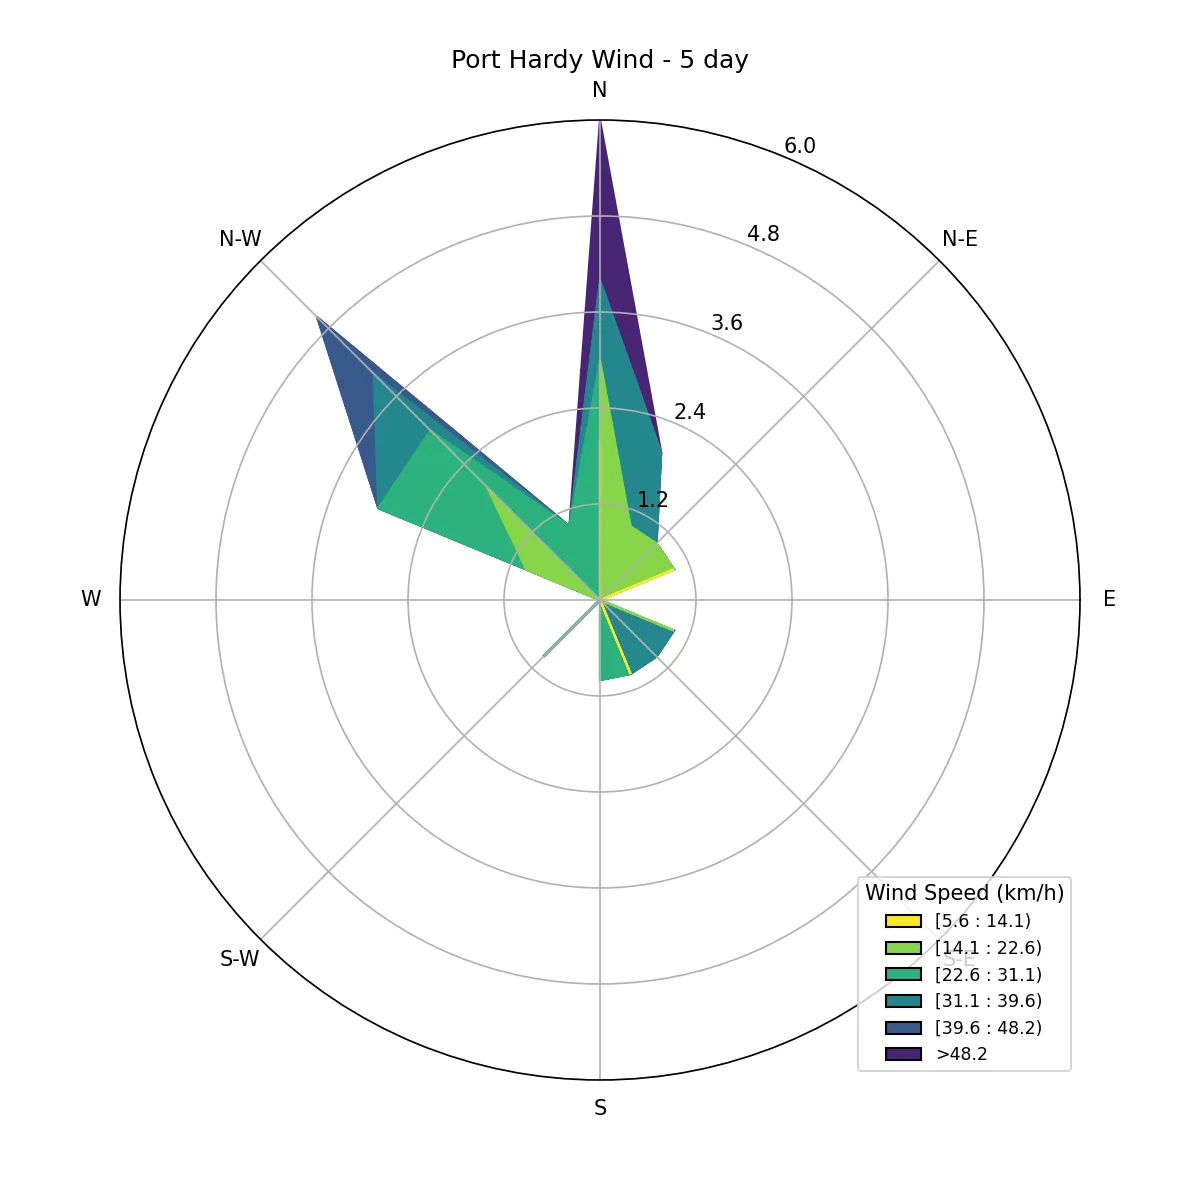 Port Hardy Wind - 5 day
N
6.0
N-W
4.8
N-E
3.6
2.4
1.2
W
E
Wind Speed (km/h)
[5.6 : 14.1)
[14.1 : 22.6)
S-W
S-E
[22.6 : 31.1)
[31.1 : 39.6)
[39.6 : 48.2)
>48.2
S